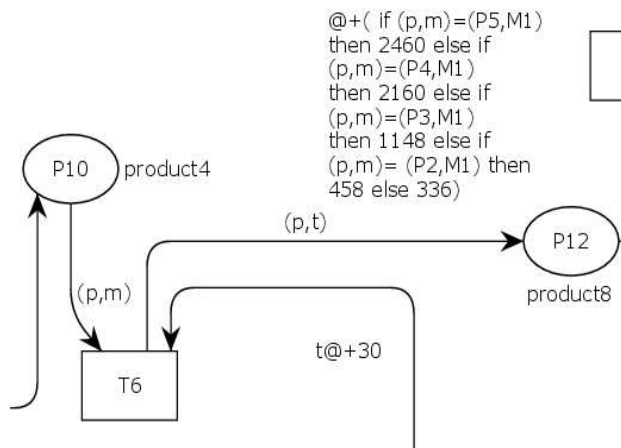 @+( if (p,m)=(P5,M1)
then 2460 else if
(p,m)=(P4,M1)
then 2160 else if
(p,m)=(P3,M1)
then 1148 else if
(p,m)= (P2,M1) then
458 else 336)
P10
product4
(p,t)
P12
product8
(p,m)
t@+30
T6